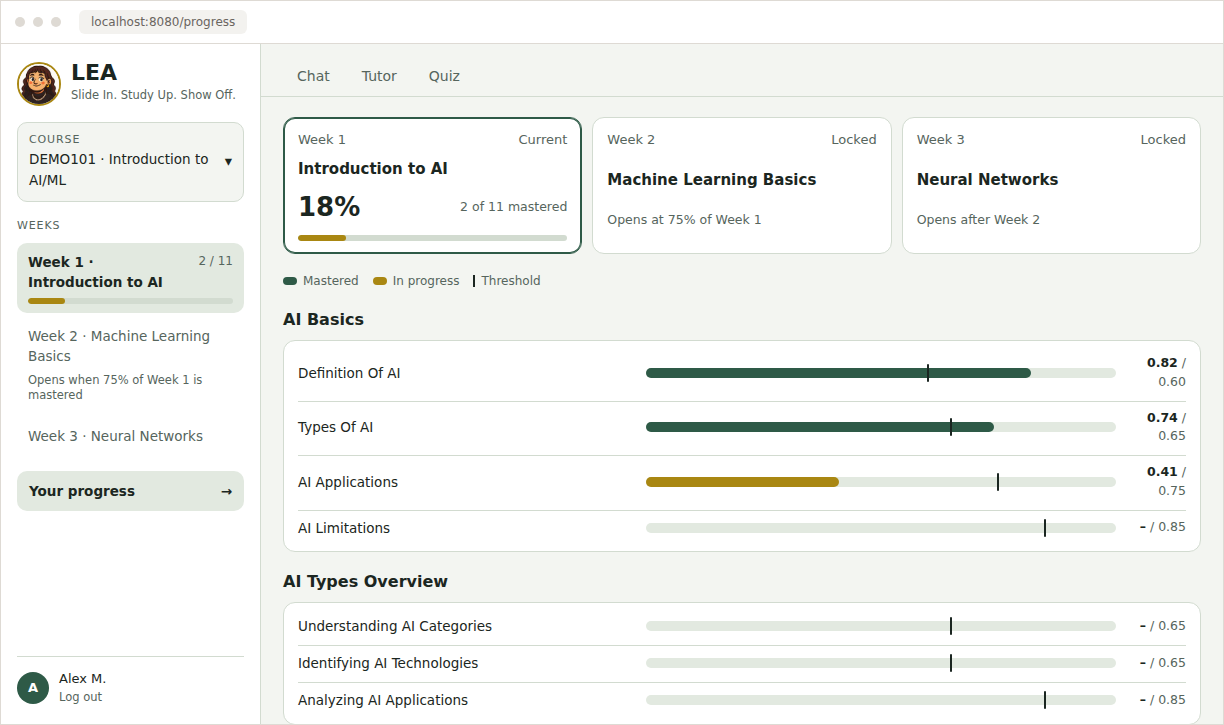 localhost:8080/progress
LEA
Slide In. Study Up. Show Off.
COURSE
DEMO101 · Introduction to
AI/ML
▼
WEEKS
Week 1 ·
Introduction to AI
2 / 11
Week 2 · Machine Learning
Basics
Opens when 75% of Week 1 is
mastered
Week 3 · Neural Networks
Your progress →
A
Alex M.
Log out
Chat
Tutor
Quiz
Week 1
Current
Introduction to AI
18%
2 of 11 mastered
Week 2
Locked
Machine Learning Basics
Opens at 75% of Week 1
Week 3
Locked
Neural Networks
Opens after Week 2
Mastered
In progress
Threshold
AI Basics
Definition Of AI
0.82 /
0.60
Types Of AI
0.74 /
0.65
AI Applications
0.41 /
0.75
AI Limitations
– / 0.85
AI Types Overview
Understanding AI Categories
– / 0.65
Identifying AI Technologies
– / 0.65
Analyzing AI Applications
– / 0.85